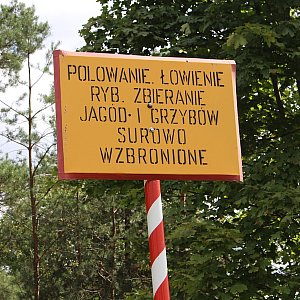 POLOWANIE. ŁOWIENIE
RYB. ZBIERANIE
JAGÓD · I GRZYBÓW
SUROWO
WZBRONIONE